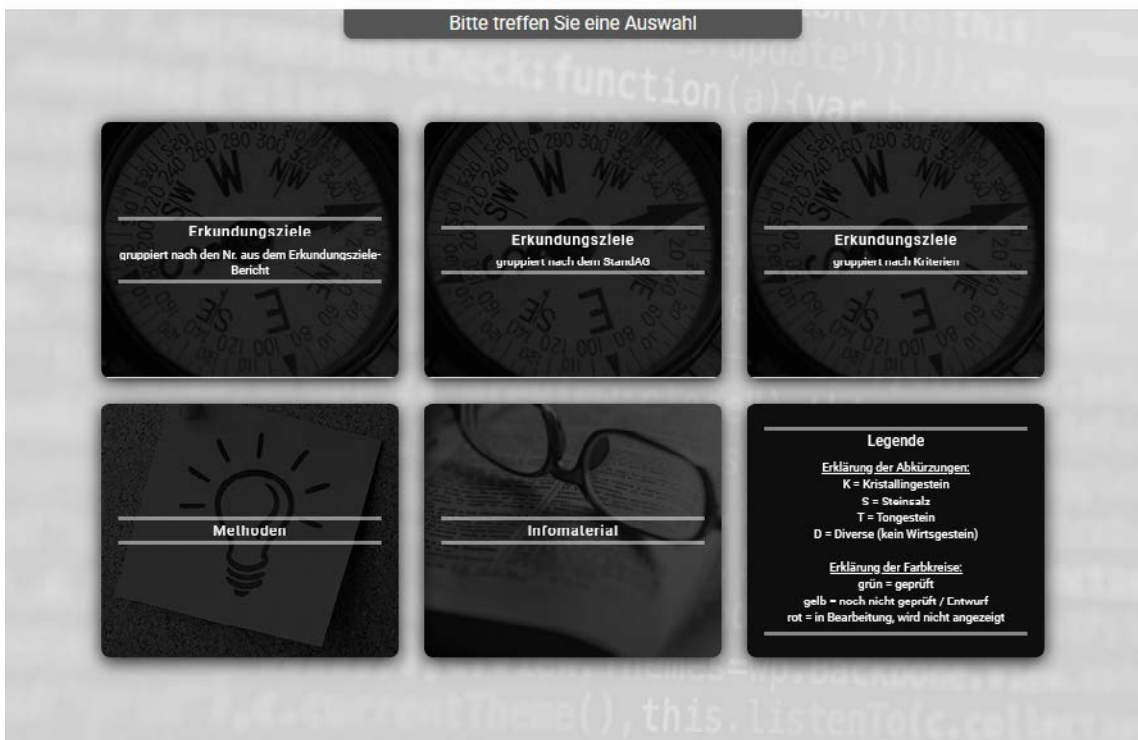 Bitte treffen Sie eine Auswahl
Erkundungsziele
gruppiert nach den Nr. aus dem Erkundungsziele-
Bericht
Erkundungsziele
gruppiert nach dem StandAG
Erkundungsziele
gruppiert nach Kriterien
Methoden
Infomaterial
Legende
Erklärung der Abkürzungen:
K = Kristallingestein
S = Steinsalz
T = Tongestein
D = Diverse (kein Wirtsgestein)
Erklärung der Farbkreise:
grün = geprüft
gelb = noch nicht geprüft / Entwurf
rot = in Bearbeitung, wird nicht angezeigt